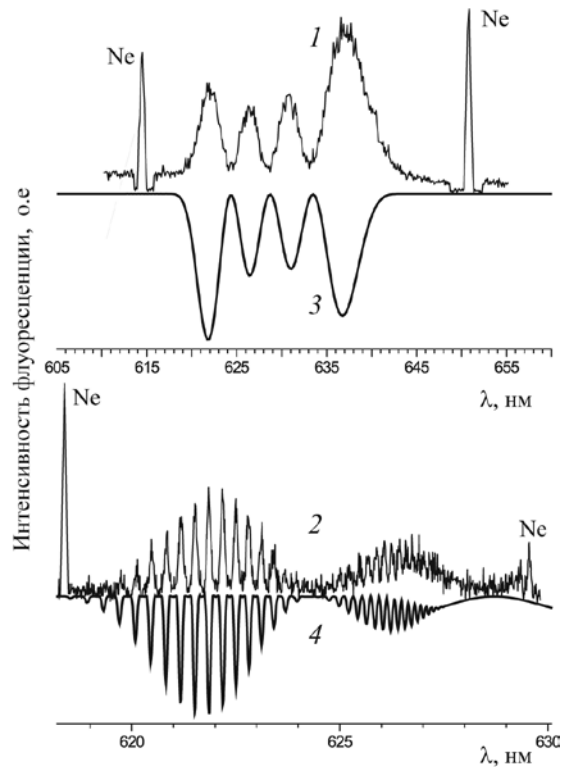 Интенсивность флуоресценции, о.е
Ne
1
Ne
3
605 615 625 635 645 655
λ, нм
Ne
2
Ne
4
620 625 630
λ, нм